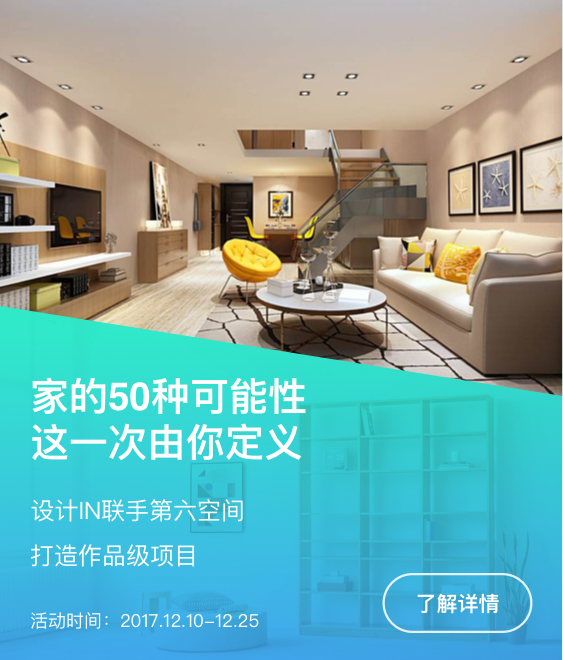 家的50种可能性
这一次由你定义
设计IN联手第六空间
打造作品级项目
活动时间：2017.12.10-12.25
了解详情